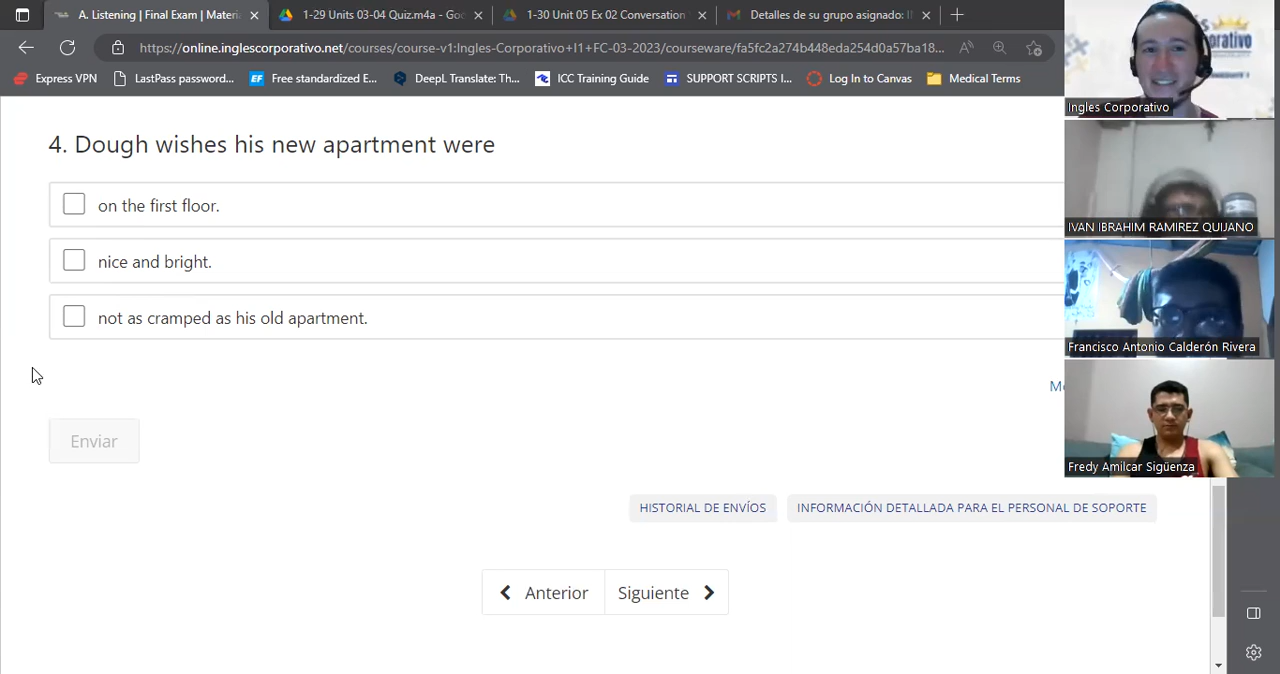 A. Listening | Final Exam | Materi
1-29 Units 03-04 Quiz.m4a - Goo
1-30 Unit 05 Ex 02 Conversation
Detalles de su grupo asignado: I
https://online.inglescorporativo.net/courses/course-v1:Ingles-Corporativo+I1+FC-03-2023/courseware/fa5fc2a274b448eda254d0a57ba18...
Express VPN
LastPass password...
EF Free standardized E...
DeepL Translate: Th...
ICC Training Guide
SUPPORT SCRIPTS I...
Log In to Canvas
Medical Terms
orativo
Ingles Corporativo
4. Dough wishes his new apartment were
on the first floor.
IVAN IBRAHIM RAMIREZ QUIJANO
nice and bright.
not as cramped as his old apartment.
Francisco Antonio Calderón Rivera
Enviar
Fredy Amilcar Sigüenza
HISTORIAL DE ENVÍOS
INFORMACIÓN DETALLADA PARA EL PERSONAL DE SOPORTE
Anterior
Siguiente